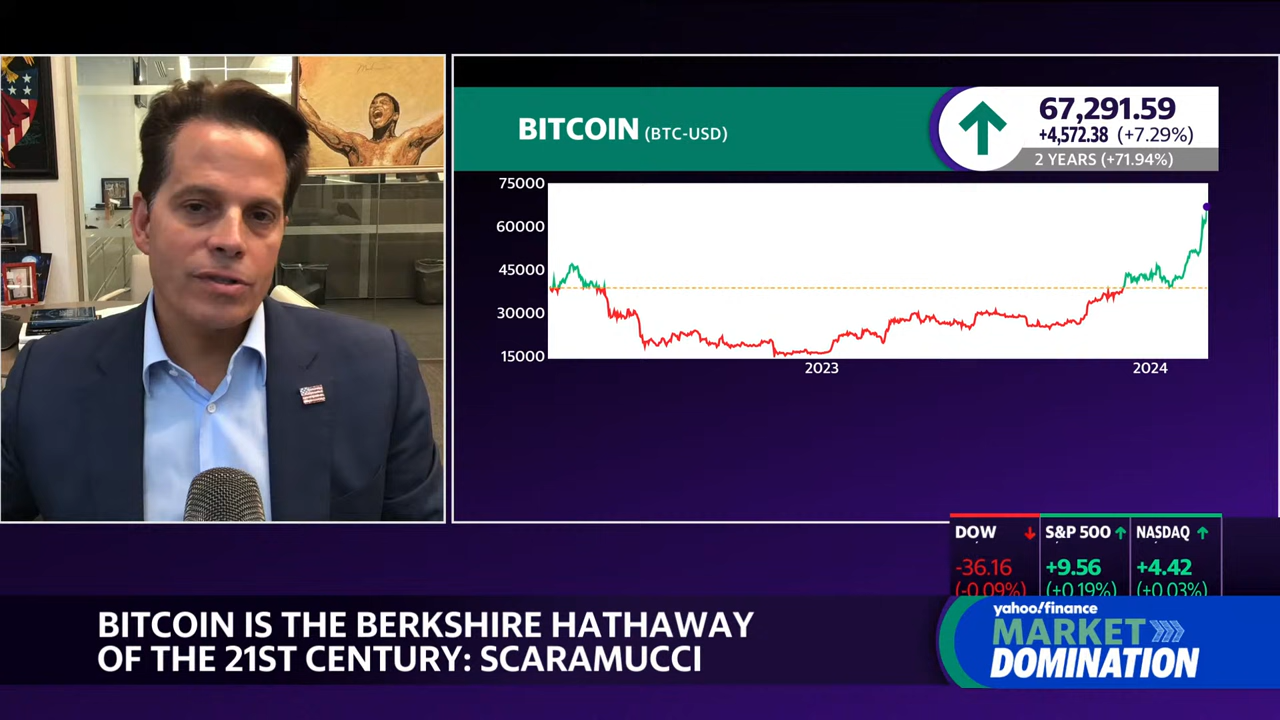 BITCOIN (BTC-USD)
67,291.59
+4,572.38 (+7.29%)
2 YEARS (+71.94%)
75000
60000
45000
30000
15000
2023
2024
DOW
-36.16
(-0.09%)
S&P 500
+9.56
(+0.19%)
NASDAQ
+4.42
(+0.03%)
BITCOIN IS THE BERKSHIRE HATHAWAY
OF THE 21ST CENTURY: SCARAMUCCI
yahoo!finance
MARKET
DOMINATION